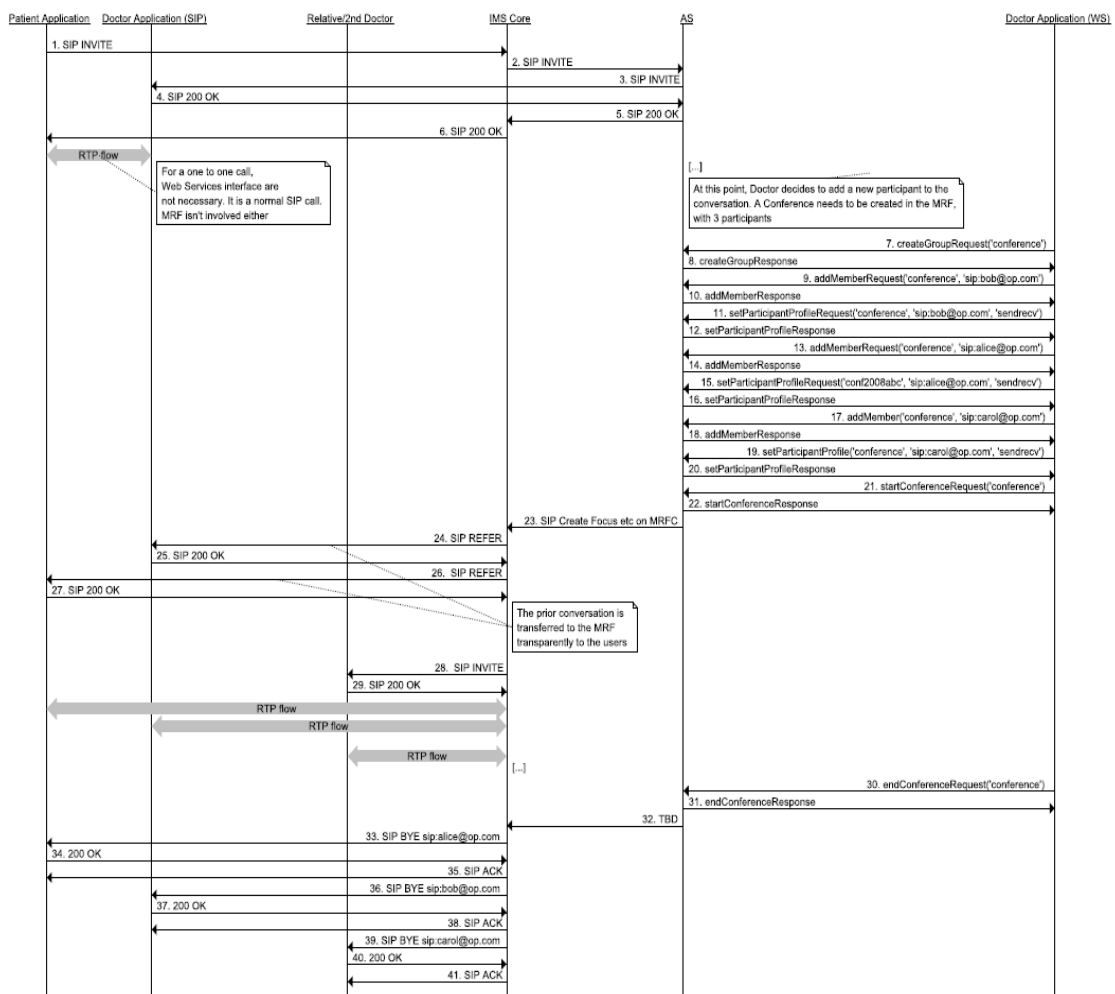 Patient Application
Doctor Application (SIP)
Relative/2nd Doctor
IMS Core
AS
Doctor Application (WS)
1. SIP INVITE
2. SIP INVITE
3. SIP INVITE
4. SIP 200 OK
5. SIP 200 OK
6. SIP 200 OK
RTP flow
For a one to one call,
Web Services interface are
not necessary. It is a normal SIP call.
MRF isn't involved either
[...]
At this point, Doctor decides to add a new participant to the
conversation. A Conference needs to be created in the MRF,
with 3 participants
7. createGroupRequest('conference')
8. createGroupResponse
9. addMemberRequest('conference', 'sip:bob@op.com')
10. addMemberResponse
11. setParticipantProfileRequest('conference', 'sip:bob@op.com', 'sendrecv')
12. setParticipantProfileResponse
13. addMemberRequest('conference', 'sip:alice@op.com')
14. addMemberResponse
15. setParticipantProfileRequest('conf2008abc', 'sip:alice@op.com', 'sendrecv')
16. setParticipantProfileResponse
17. addMember('conference', 'sip:carol@op.com')
18. addMemberResponse
19. setParticipantProfile('conference', 'sip:carol@op.com', 'sendrecv')
20. setParticipantProfileResponse
21. startConferenceRequest('conference')
22. startConferenceResponse
23. SIP Create Focus etc on MRFC
24. SIP REFER
25. SIP 200 OK
26. SIP REFER
27. SIP 200 OK
The prior conversation is
transferred to the MRF
transparently to the users
28. SIP INVITE
29. SIP 200 OK
RTP flow
RTP flow
RTP flow
[...]
30. endConferenceRequest('conference')
31. endConferenceResponse
32. TBD
33. SIP BYE sip:alice@op.com
34. 200 OK
35. SIP ACK
36. SIP BYE sip:bob@op.com
37. 200 OK
38. SIP ACK
39. SIP BYE sip:carol@op.com
40. 200 OK
41. SIP ACK